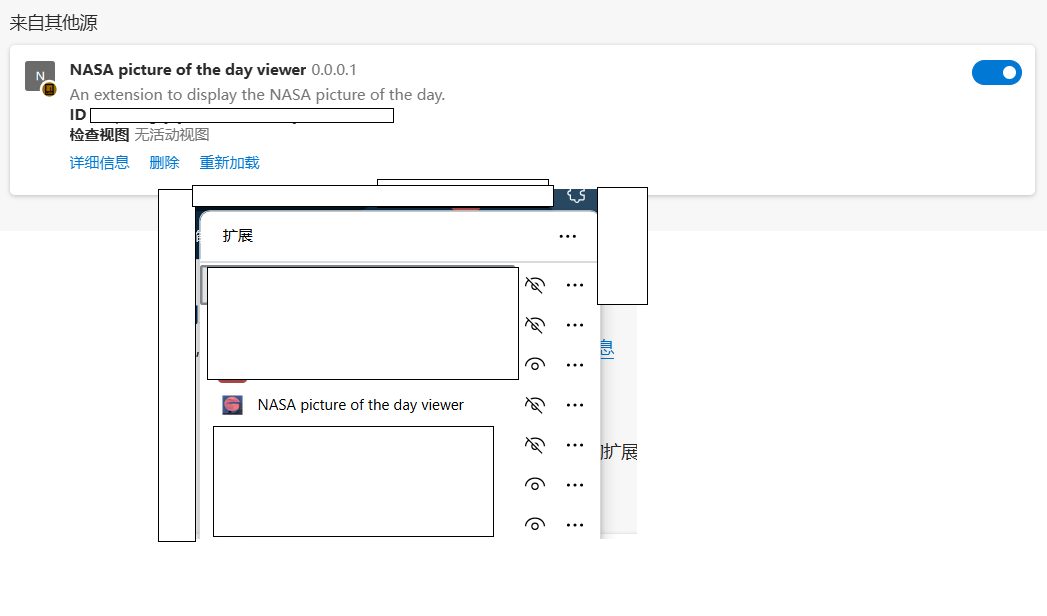 来自其他源
N
NASA picture of the day viewer 0.0.0.1
An extension to display the NASA picture of the day.
ID
检查视图 无活动视图
详细信息 删除 重新加载
扩展
息
NASA picture of the day viewer
扩展